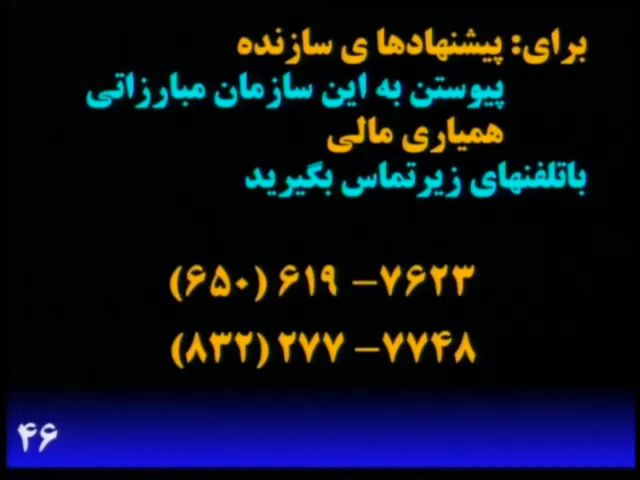 برای: پیشنهادها ی سازنده
پیوستن به این سازمان مبارزاتی
همیاری مالی
باتلفنهای زیرتماس بگیرید
(۶۵۰) ۶۱۹ –۷۶۲۳
(۸۳۲) ۲۷۷ –۷۷۴۸
۴۶